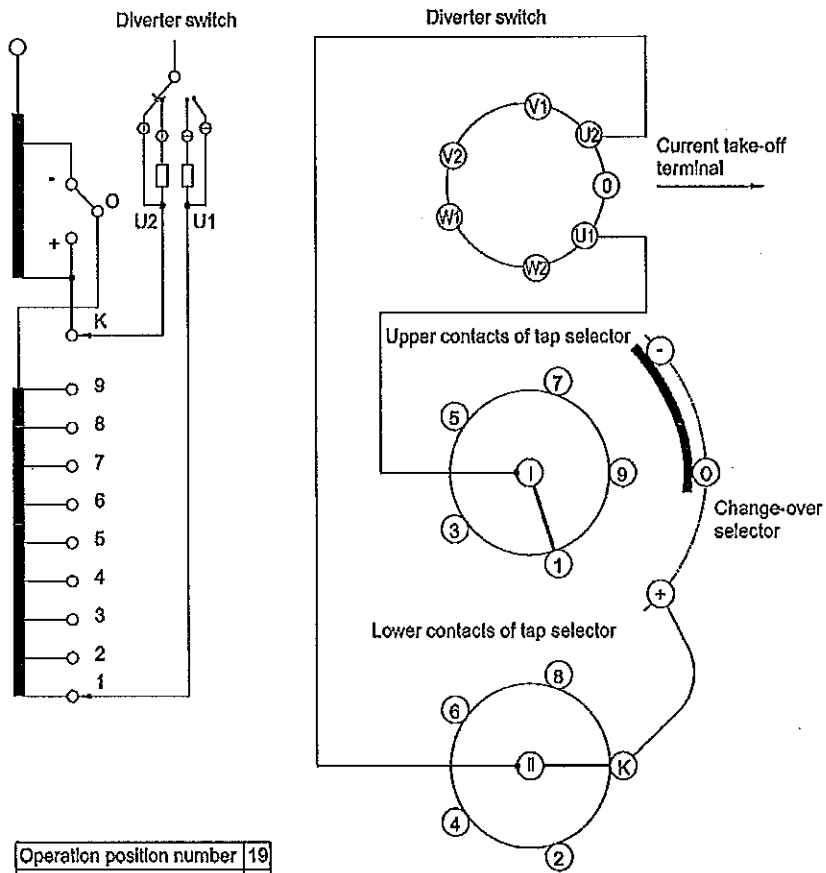 Diverter switch
-
O
+
U2
U1
K
9
8
7
6
5
4
3
2
1
Diverter switch
V1
U2
V2
0
W1
U1
W2
Current take-off
terminal
Upper contacts of tap selector
-
7
5
I
9
0
3
1
Change-over
selector
+
Lower contacts of tap selector
8
6
II
K
4
2
Operation position number 19